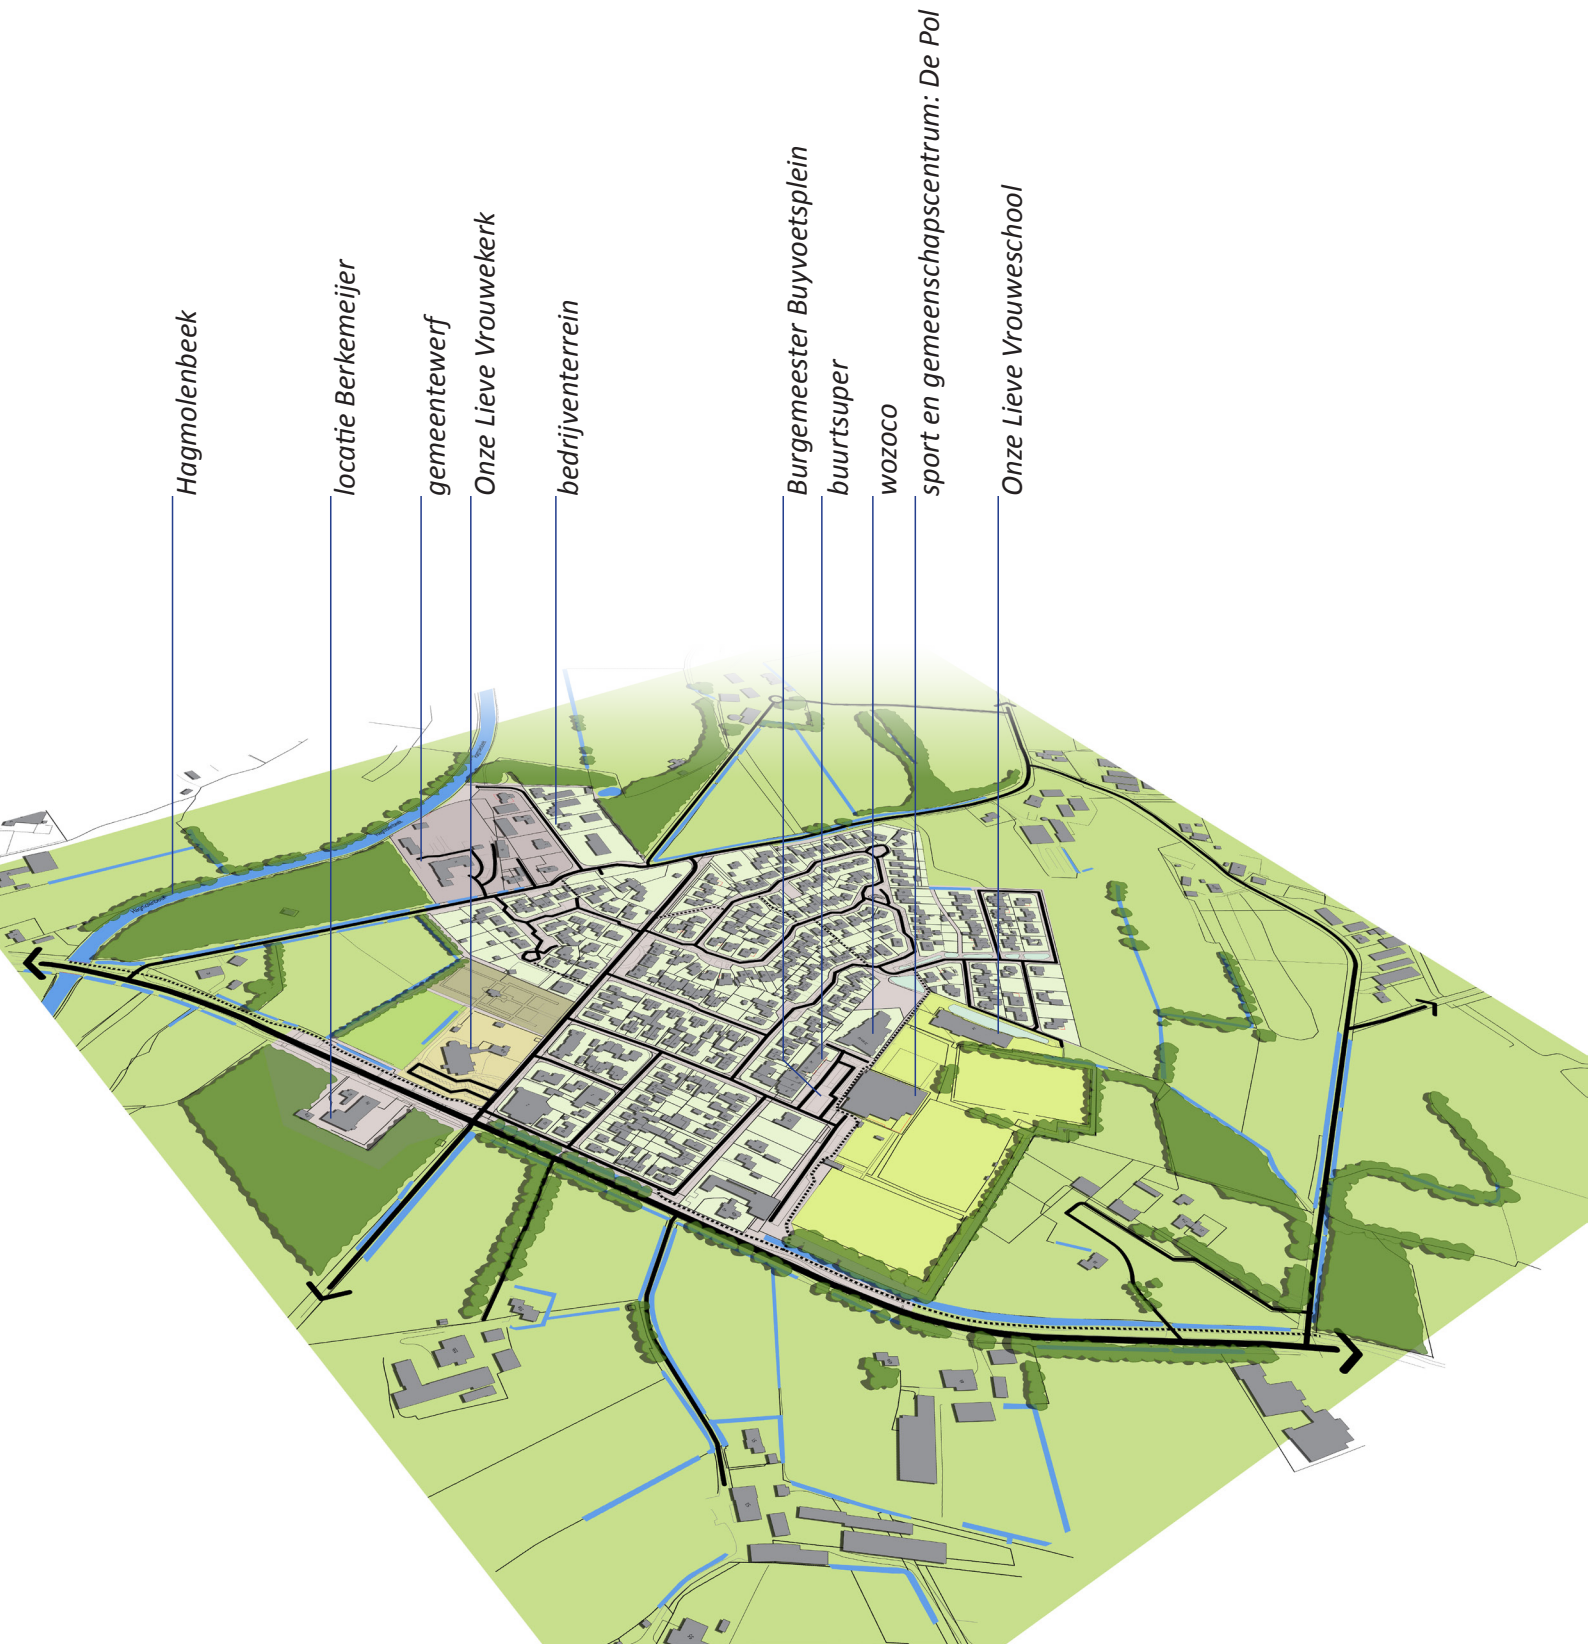 Hagmolenbeek
locatie Berkemeijer
gemeentewerf
Onze Lieve Vrouwekerk
bedrijventerrein
Burgemeester Buyvoetsplein
buurtsuper
wozoco
sport en gemeenschapscentrum: De Pol
Onze Lieve Vrouweschool